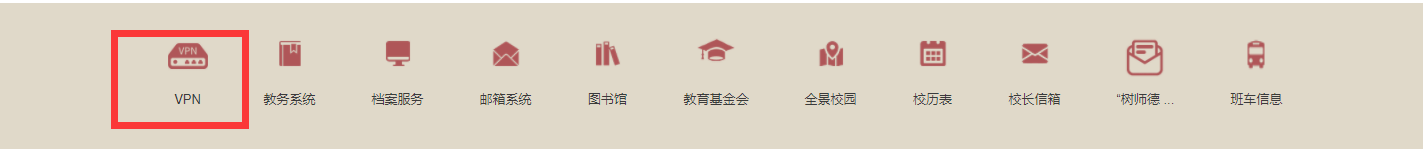 VPN
VPN 教务系统 档案服务 邮箱系统 图书馆 教育基金会 全景校园 校历表 校长信箱 “树师德 ... 班车信息